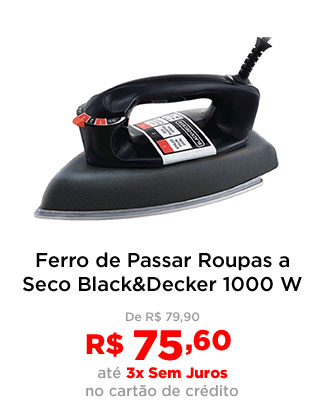 Ferro de Passar Roupas a
Seco Black&Decker 1000 W
De R$ 79,90
R$ 75,60
até 3x Sem Juros
no cartão de crédito